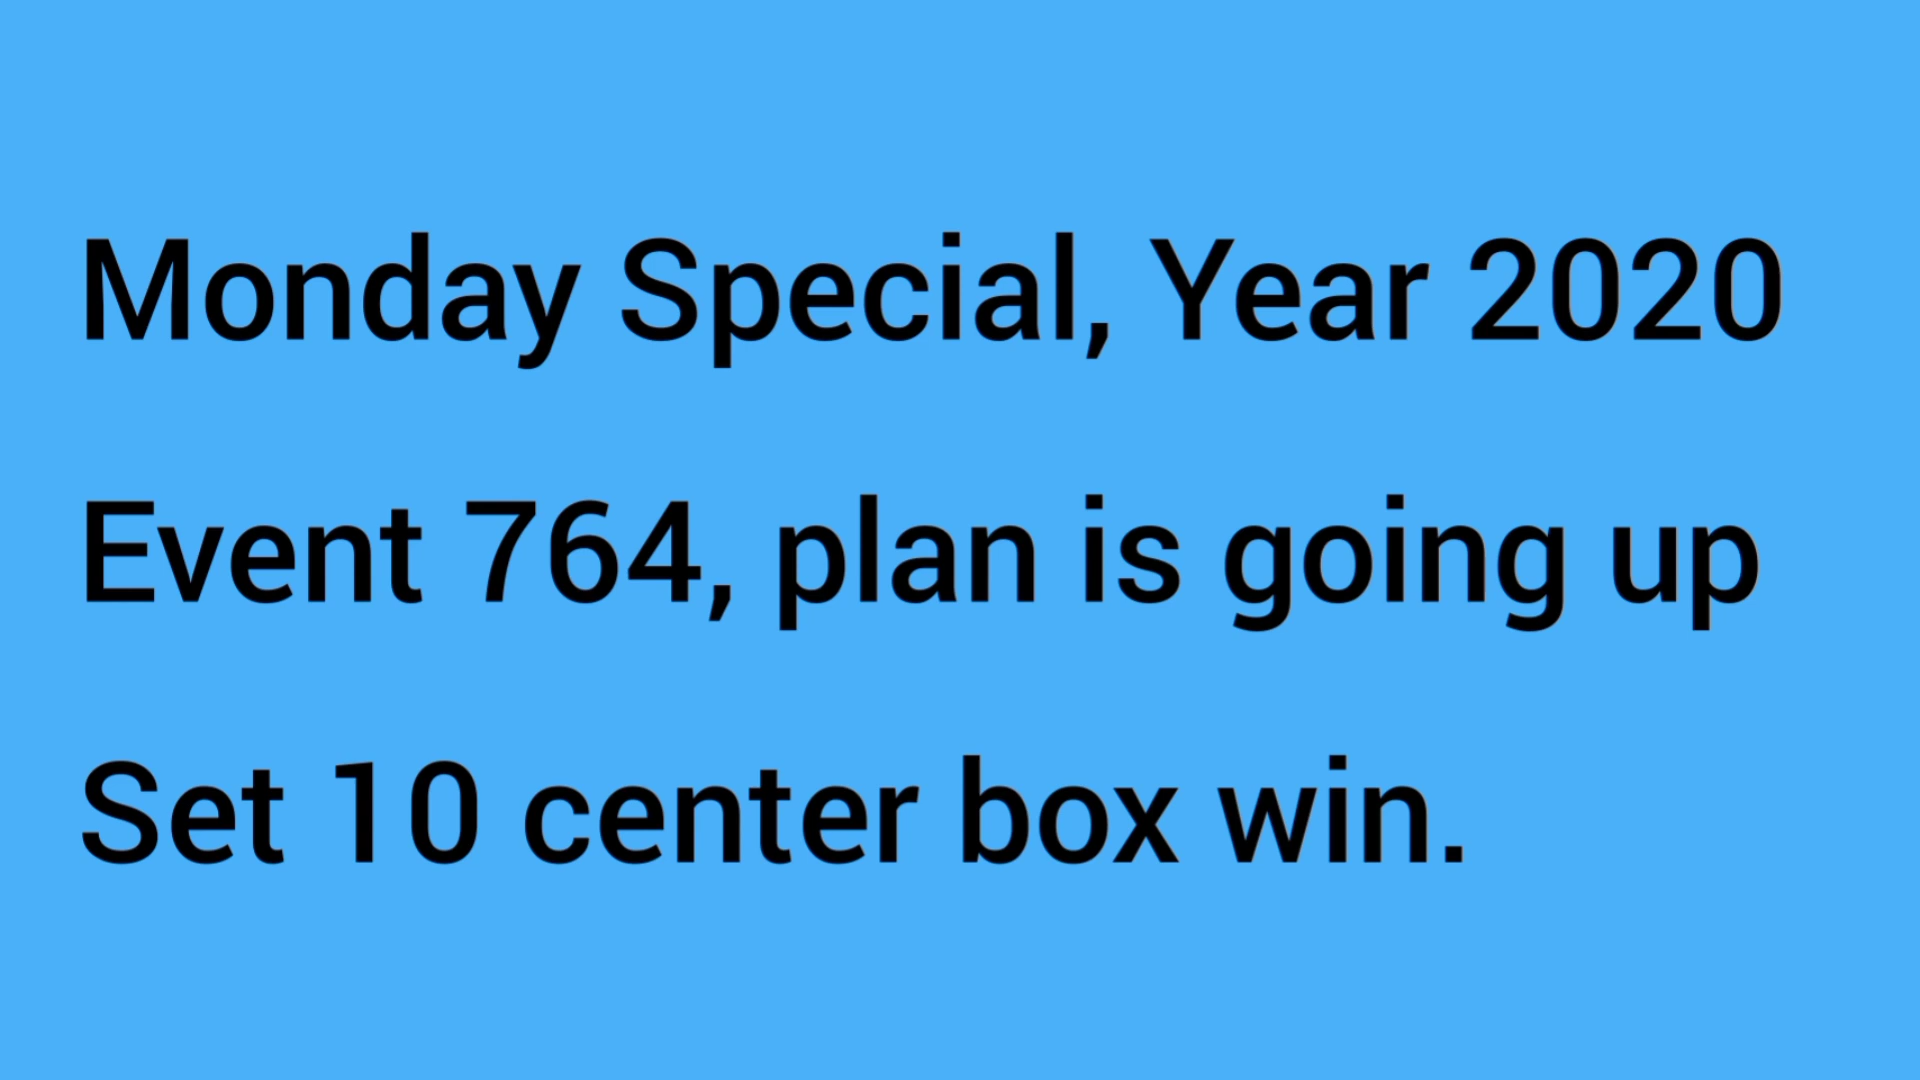 Monday Special, Year 2020
Event 764, plan is going up
Set 10 center box win.